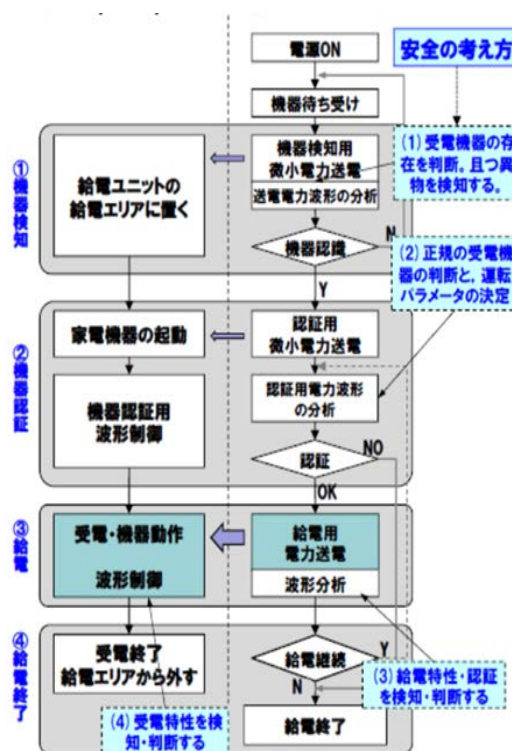 電源ON
安全の考え方
機器待ち受け
①機器検知
給電ユニットの
給電エリアに置く
機器検知用
微小電力送電
送電電力波形の分析
(1) 受電機器の存
在を判断。且つ異
物を検知する。
機器認識
N
Y
(2) 正規の受電機
器の判断と、運転
パラメータの決定
②機器認証
家電機器の起動
認証用
微小電力送電
機器認証用
波形制御
認証用電力波形
の分析
認証
NO
OK
③給電
受電・機器動作
波形制御
給電用
電力送電
波形分析
④給電終了
受電終了
給電エリアから外す
給電継続
Y
N
(3) 給電特性・認証
を検知・判断する
(4) 受電特性を検
知・判断する
給電終了